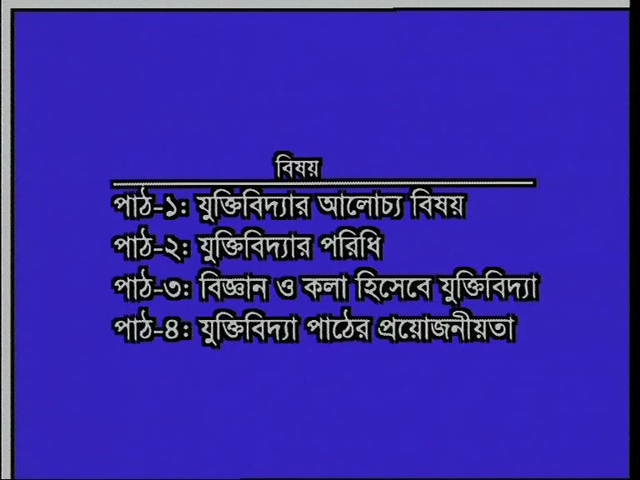 বিষয়
পাঠ-১: যুক্তিবিদ্যার আলোচ্য বিষয়
পাঠ-২: যুক্তিবিদ্যার পরিধি
পাঠ-৩: বিজ্ঞান ও কলা হিসেবে যুক্তিবিদ্যা
পাঠ-৪: যুক্তিবিদ্যা পাঠের প্রয়োজনীয়তা